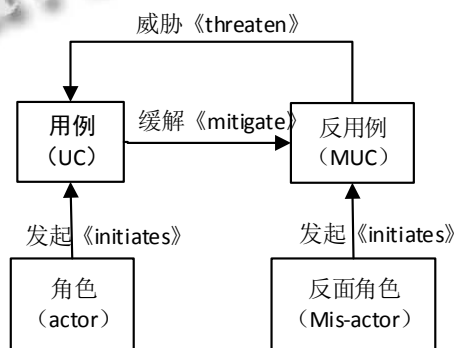 威胁《threaten》
用例
（UC）
缓解《mitigate》
反用例
（MUC）
发起《initiates》
发起《initiates》
角色
（actor）
反面角色
（Mis-actor）